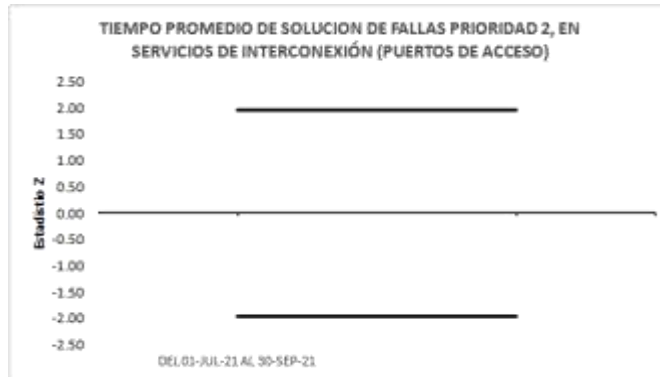 TIEMPO PROMEDIO DE SOLUCION DE FALLAS PRIORIDAD 2, EN
SERVICIOS DE INTERCONEXIÓN (PUERTOS DE ACCESO)
2.50
2.00
1.50
1.00
0.50
0.00
-0.50
-1.00
-1.50
-2.00
-2.50
Estadistio Z
DEL 01-JUL-21 AL 30-SEP-21